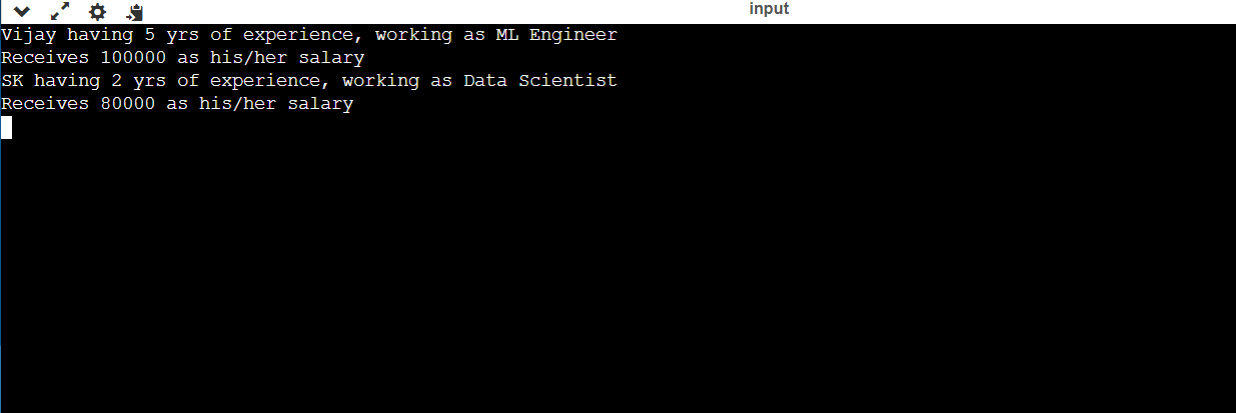 input
Vijay having 5 yrs of experience, working as ML Engineer
Receives 100000 as his/her salary
SK having 2 yrs of experience, working as Data Scientist
Receives 80000 as his/her salary